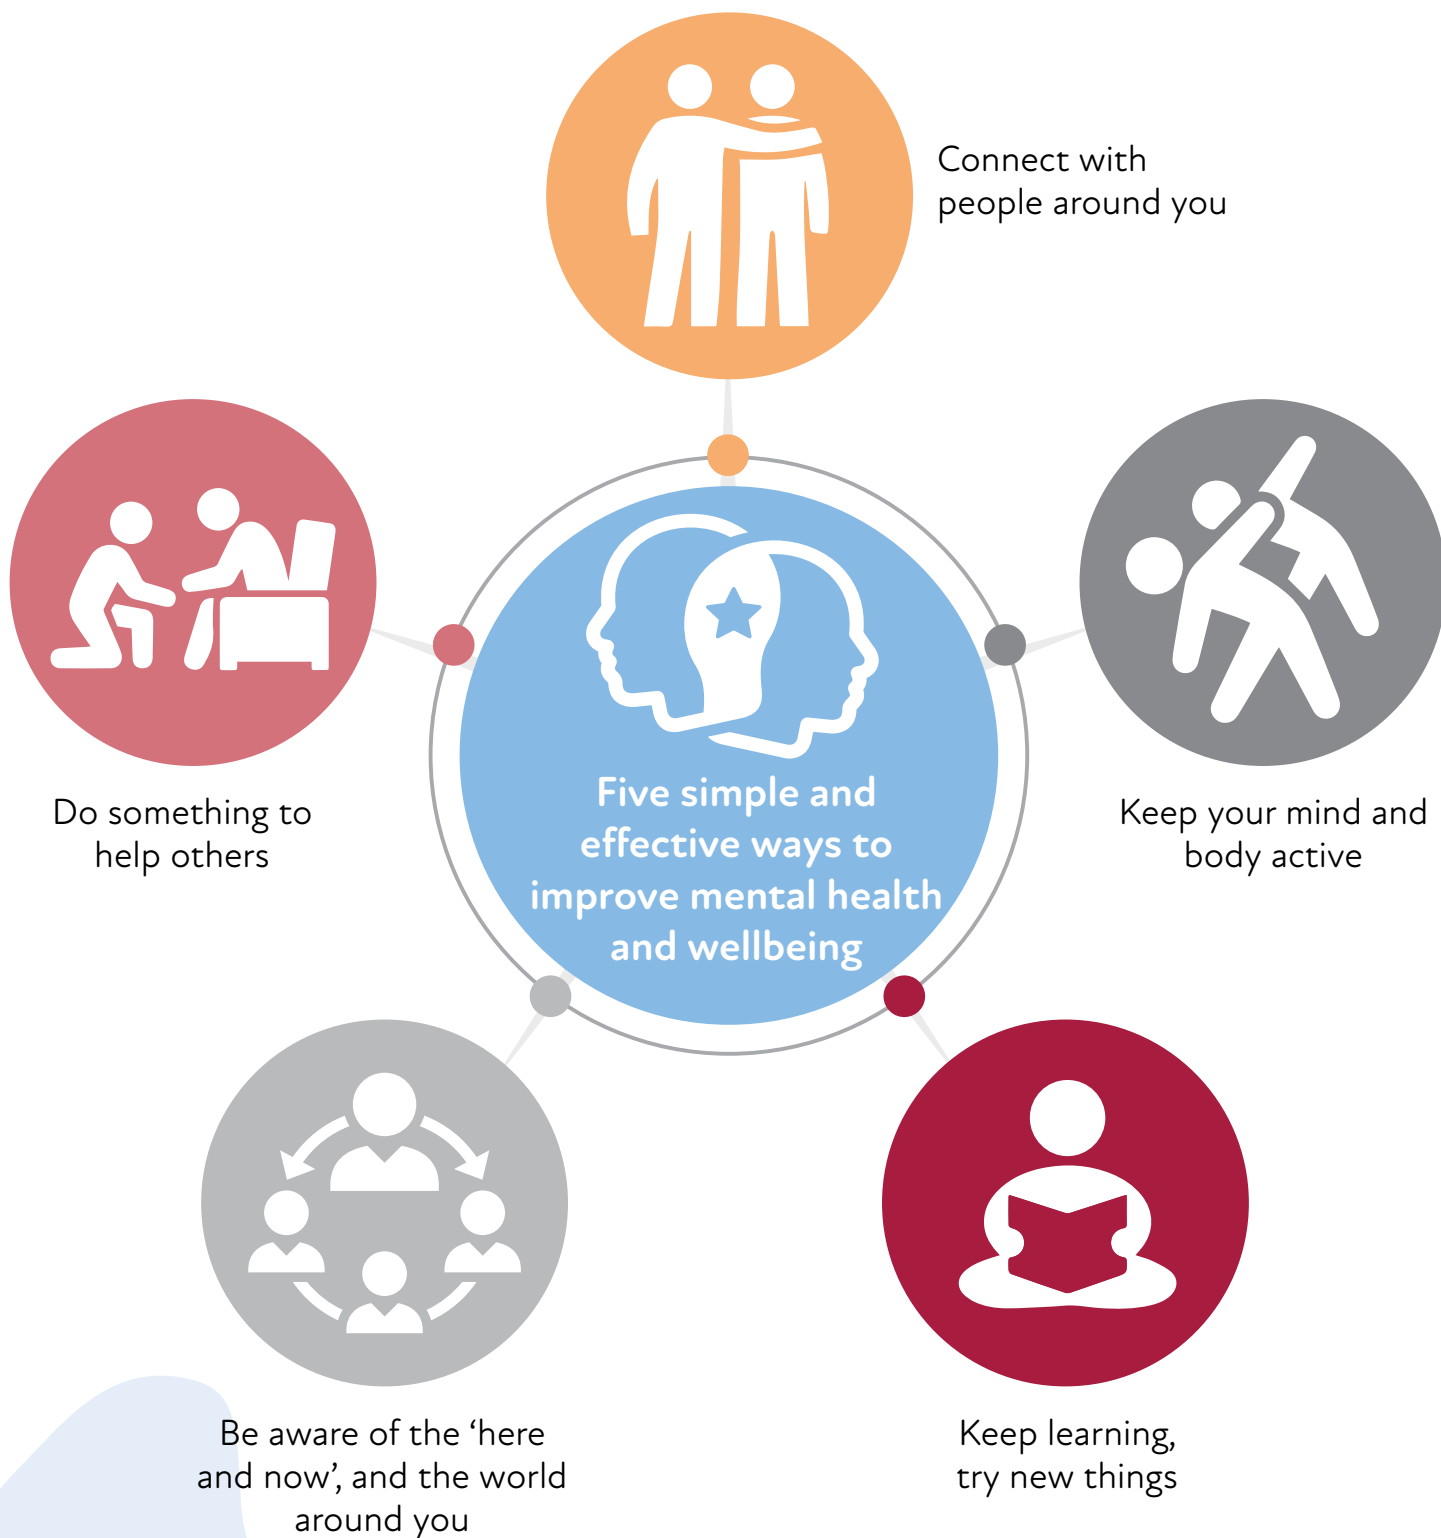 Connect with
people around you
Do something to
help others
Five simple and
effective ways to
improve mental health
and wellbeing
Keep your mind and
body active
Be aware of the ‘here
and now’, and the world
around you
Keep learning,
try new things